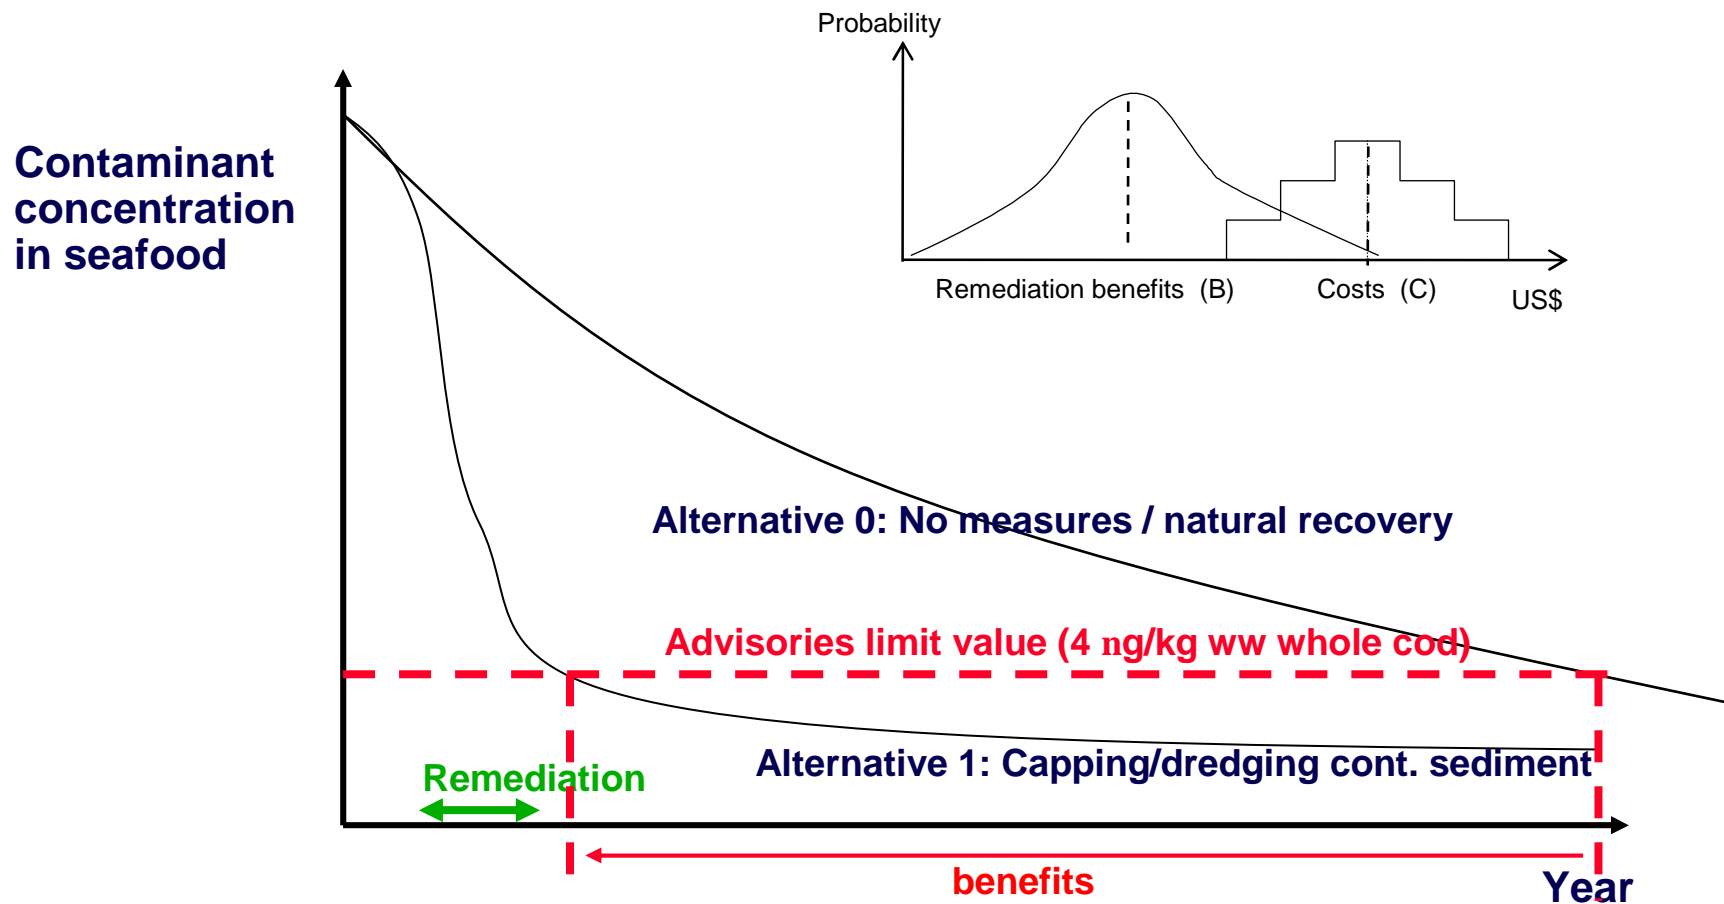 Probability
Contaminant
concentration
in seafood
Remediation benefits (B)
Costs (C)
US$
Alternative 0: No measures / natural recovery
Advisories limit value (4 ng/kg ww whole cod)
Alternative 1: Capping/dredging cont. sediment
Remediation
benefits
Year